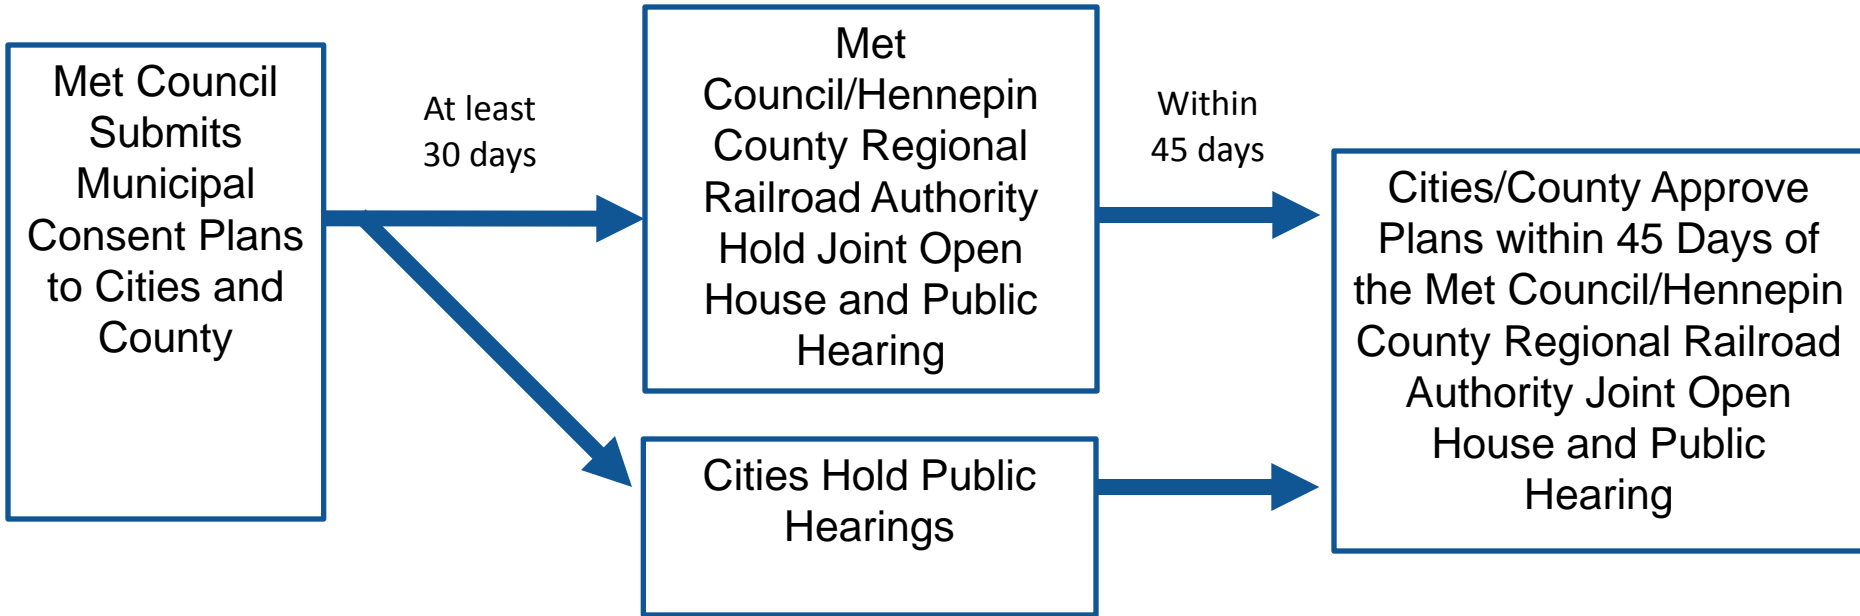 Met Council
Submits
Municipal
Consent Plans
to Cities and
County
At least
30 days
Met
Council/Hennepin
County Regional
Railroad Authority
Hold Joint Open
House and Public
Hearing
Cities Hold Public
Hearings
Within
45 days
Cities/County Approve
Plans within 45 Days of
the Met Council/Hennepin
County Regional Railroad
Authority Joint Open
House and Public
Hearing